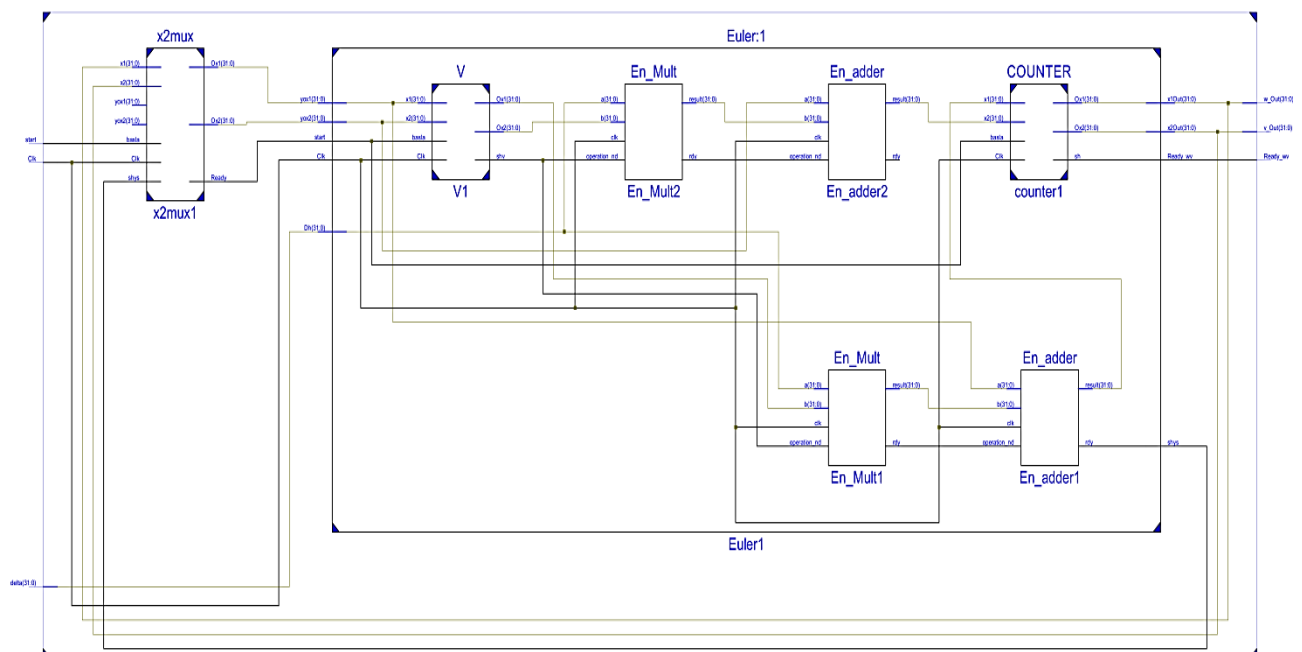 x2mux
x1(31:0)
x2(31:0)
yox1(31:0)
yox2(31:0)
basla
Clk
shys
Ox1(31:0)
Ox2(31:0)
Ready
x2mux1
start
Clk
delta(31:0)
Euler:1
yox1(31:0)
yox2(31:0)
start
Clk
Oh(31:0)
V
x1(31:0)
x2(31:0)
basla
Clk
Ox1(31:0)
Ox2(31:0)
shv
V1
En_Mult
a(31:0)
b(31:0)
clk
operation_nd
result(31:0)
rdy
En_Mult2
En_adder
a(31:0)
b(31:0)
clk
operation_nd
result(31:0)
rdy
En_adder2
COUNTER
x1(31:0)
x2(31:0)
basla
Clk
Ox1(31:0)
Ox2(31:0)
sh
counter1
x1Out(31:0)
x2Out(31:0)
Ready_wv
w_Out(31:0)
v_Out(31:0)
Ready_wv
En_Mult
a(31:0)
b(31:0)
clk
operation_nd
result(31:0)
rdy
En_Mult1
En_adder
a(31:0)
b(31:0)
clk
operation_nd
result(31:0)
rdy
En_adder1
shys
Euler1